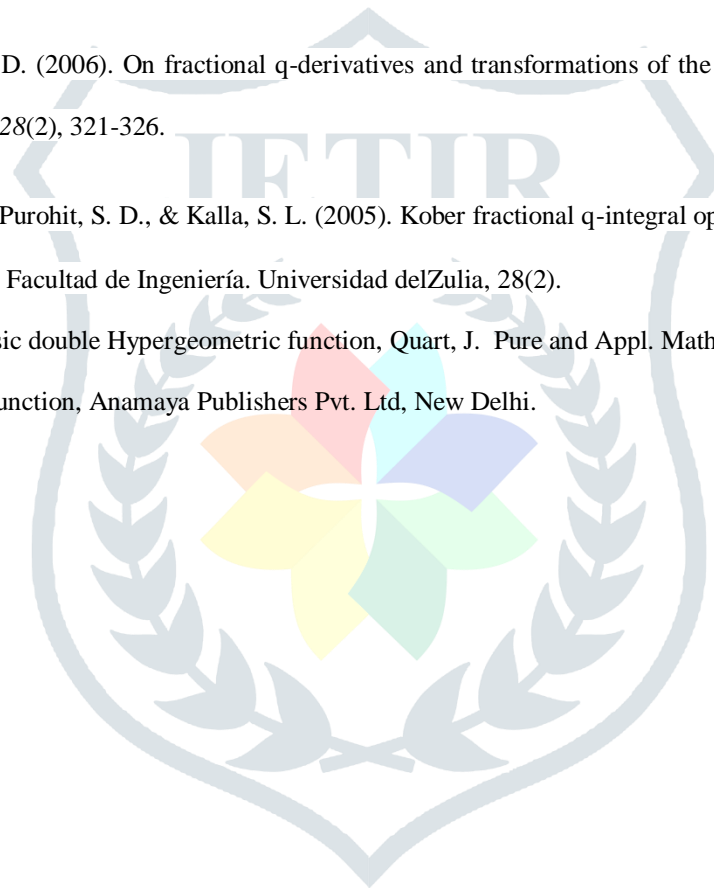 D. (2006). On fractional q-derivatives and transformations of the
28(2), 321-326.
JETIR
Purohit, S. D., & Kalla, S. L. (2005). Kober fractional q-integral op
Facultad de Ingeniería. Universidad delZulia, 28(2).
sic double Hypergeometric function, Quart, J. Pure and Appl. Math
unction, Anamaya Publishers Pvt. Ltd, New Delhi.